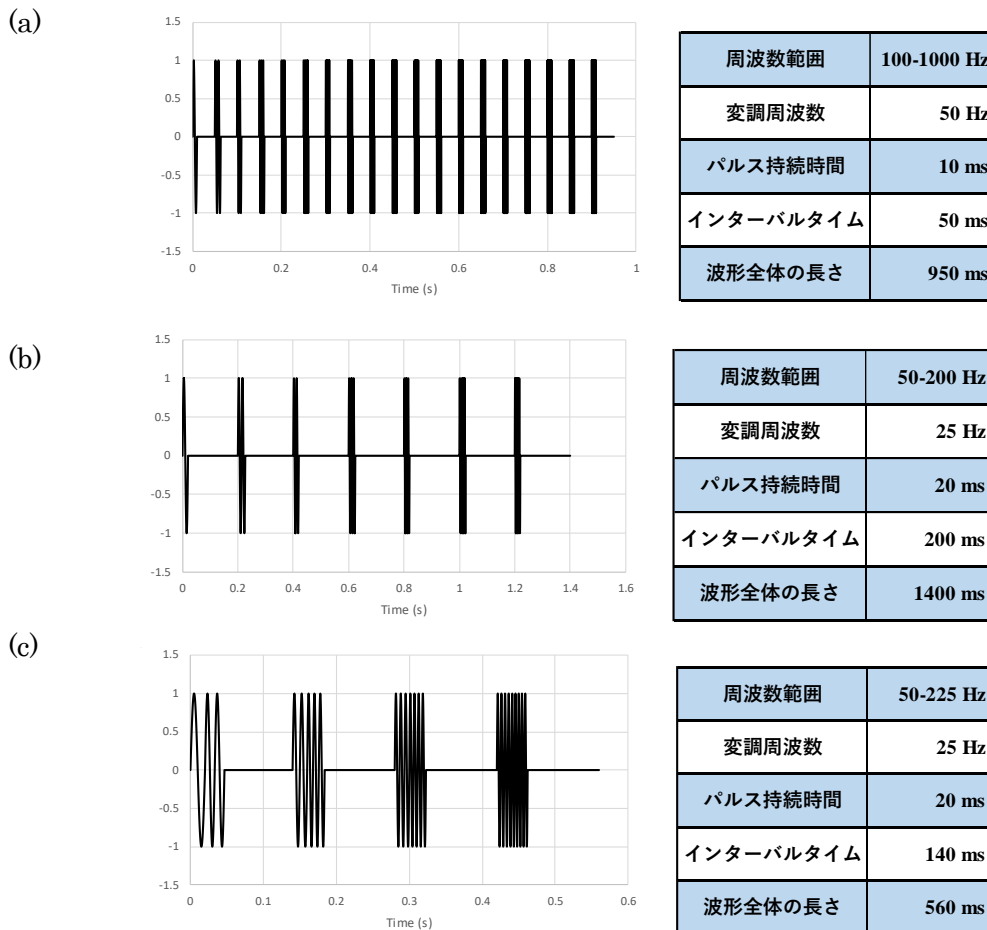 (a)
1.5
1
0.5
0
-0.5
-1
-1.5
0 0.2 0.4 0.6 0.8 1
Time (s)
周波数範囲 100-1000 Hz
変調周波数 50 Hz
パルス持続時間 10 ms
インターバルタイム 50 ms
波形全体の長さ 950 ms
(b)
1.5
1
0.5
0
-0.5
-1
-1.5
0 0.2 0.4 0.6 0.8 1 1.2 1.4 1.6
Time (s)
周波数範囲 50-200 Hz
変調周波数 25 Hz
パルス持続時間 20 ms
インターバルタイム 200 ms
波形全体の長さ 1400 ms
(c)
1.5
1
0.5
0
-0.5
-1
-1.5
0 0.1 0.2 0.3 0.4 0.5 0.6
Time (s)
周波数範囲 50-225 Hz
変調周波数 25 Hz
パルス持続時間 20 ms
インターバルタイム 140 ms
波形全体の長さ 560 ms